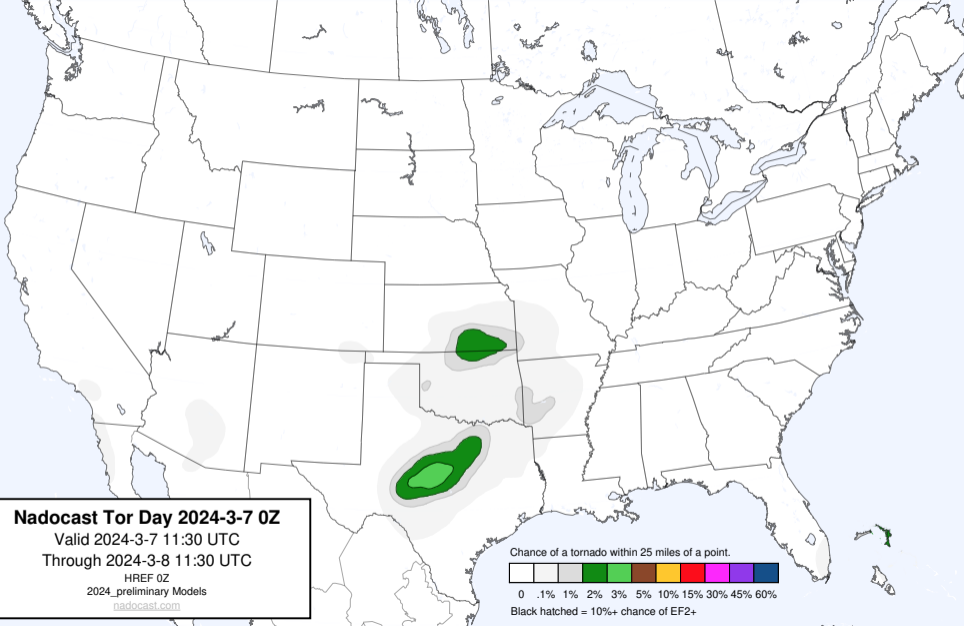 Nadocast Tor Day 2024-3-7 0Z
Valid 2024-3-7 11:30 UTC
Through 2024-3-8 11:30 UTC
HREF 0Z
2024_preliminary Models
nadocast.com
Chance of a tornado within 25 miles of a point.
0 .1% 1% 2% 3% 5% 10% 15% 30% 45% 60%
Black hatched = 10%+ chance of EF2+